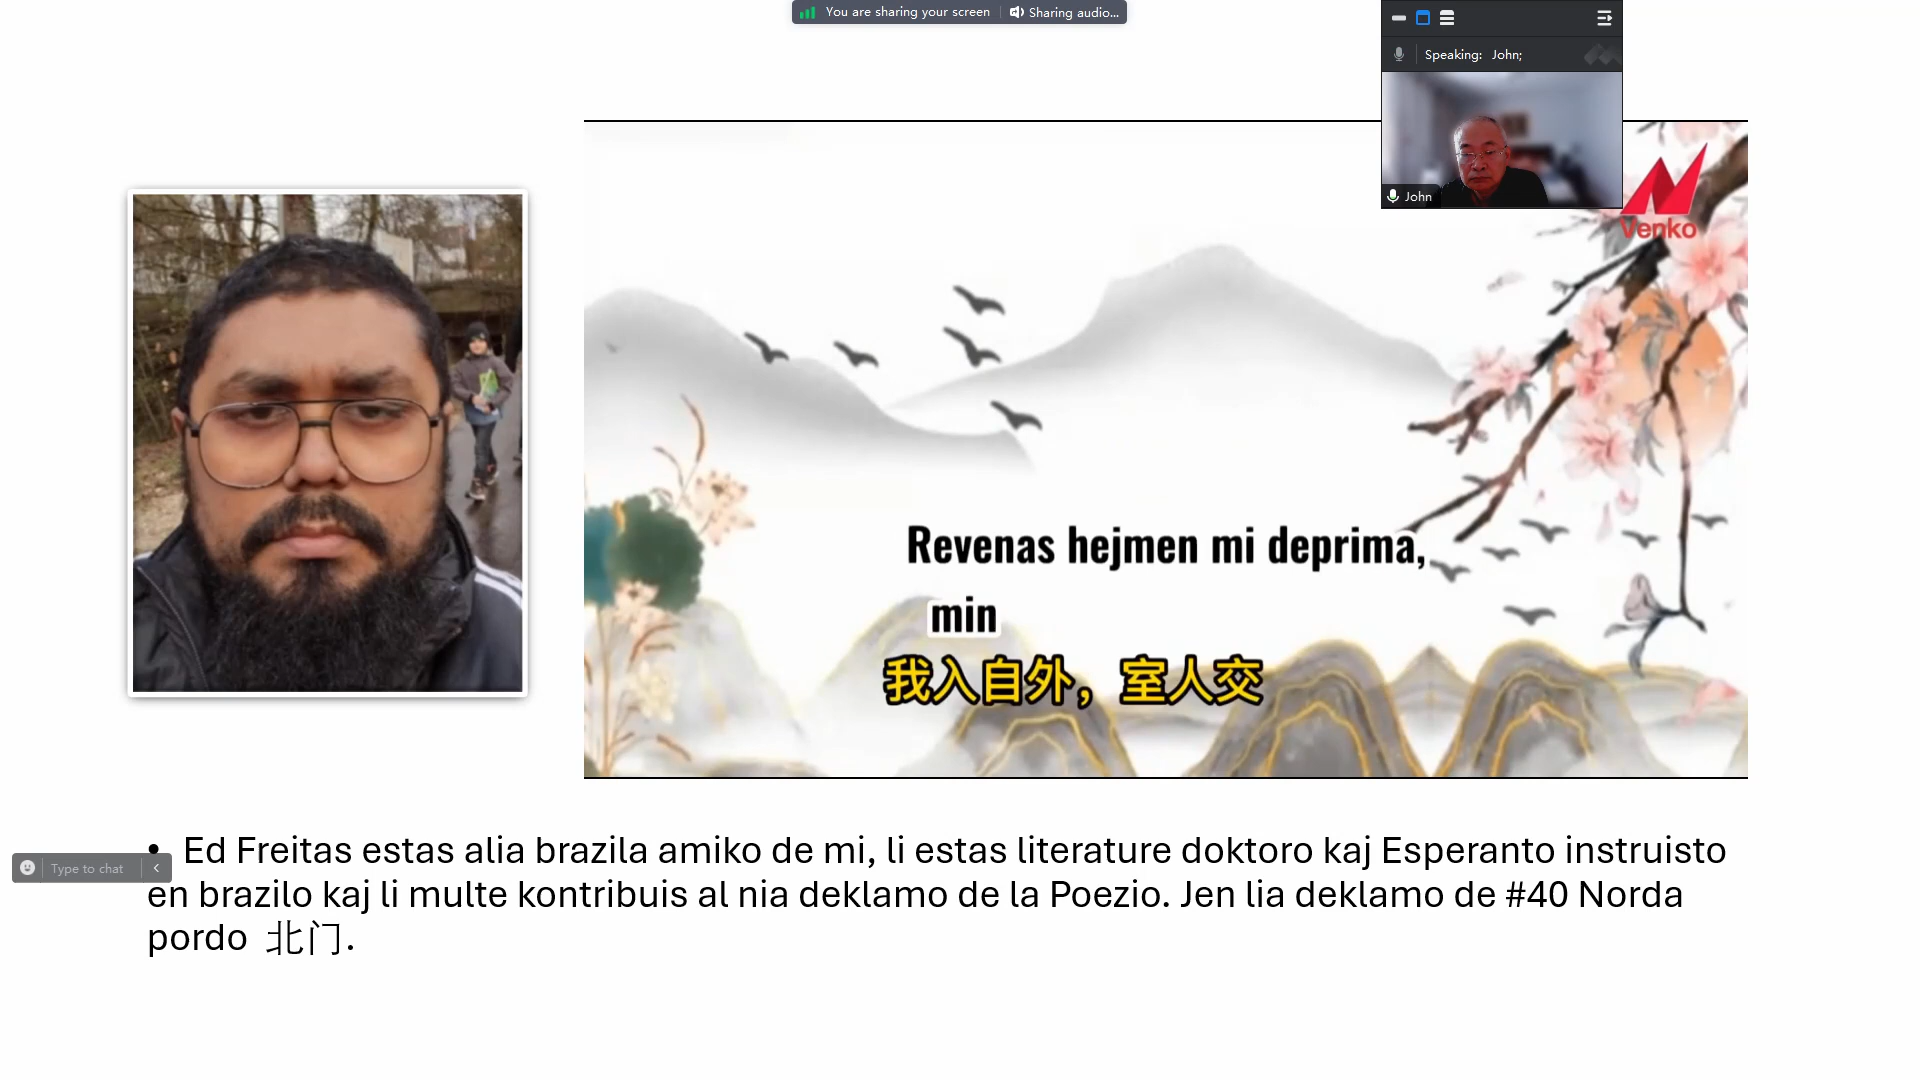 You are sharing your screen
Sharing audio...
Speaking: John;
John
Venko
Revenas hejmen mi deprima,
min
我入自外，室人交
• Ed Freitas estas alia brazila amiko de mi, li estas literature doktoro kaj Esperanto instruisto
Type to chat
en brazilo kaj li multe kontribuis al nia deklamo de la Poezio. Jen lia deklamo de #40 Norda
pordo 北门.